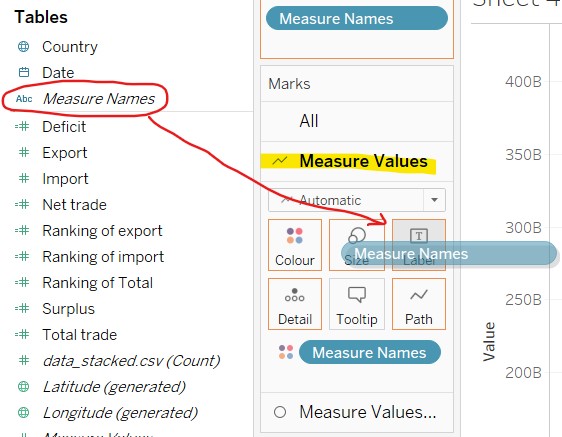 Tables
Country
Date
Abc Measure Names
Deficit
Export
Import
Net trade
Ranking of export
Ranking of import
Ranking of Total
Surplus
Total trade
data_stacked.csv (Count)
Latitude (generated)
Longitude (generated)
Measure Values
Measure Names
Marks
All
Measure Values
Automatic
Colour
Size
T
Label
Measure Names
Detail
Tooltip
Path
Measure Names
Measure Values...
Sheet 4
400B
350B
300B
250B
200B
Value